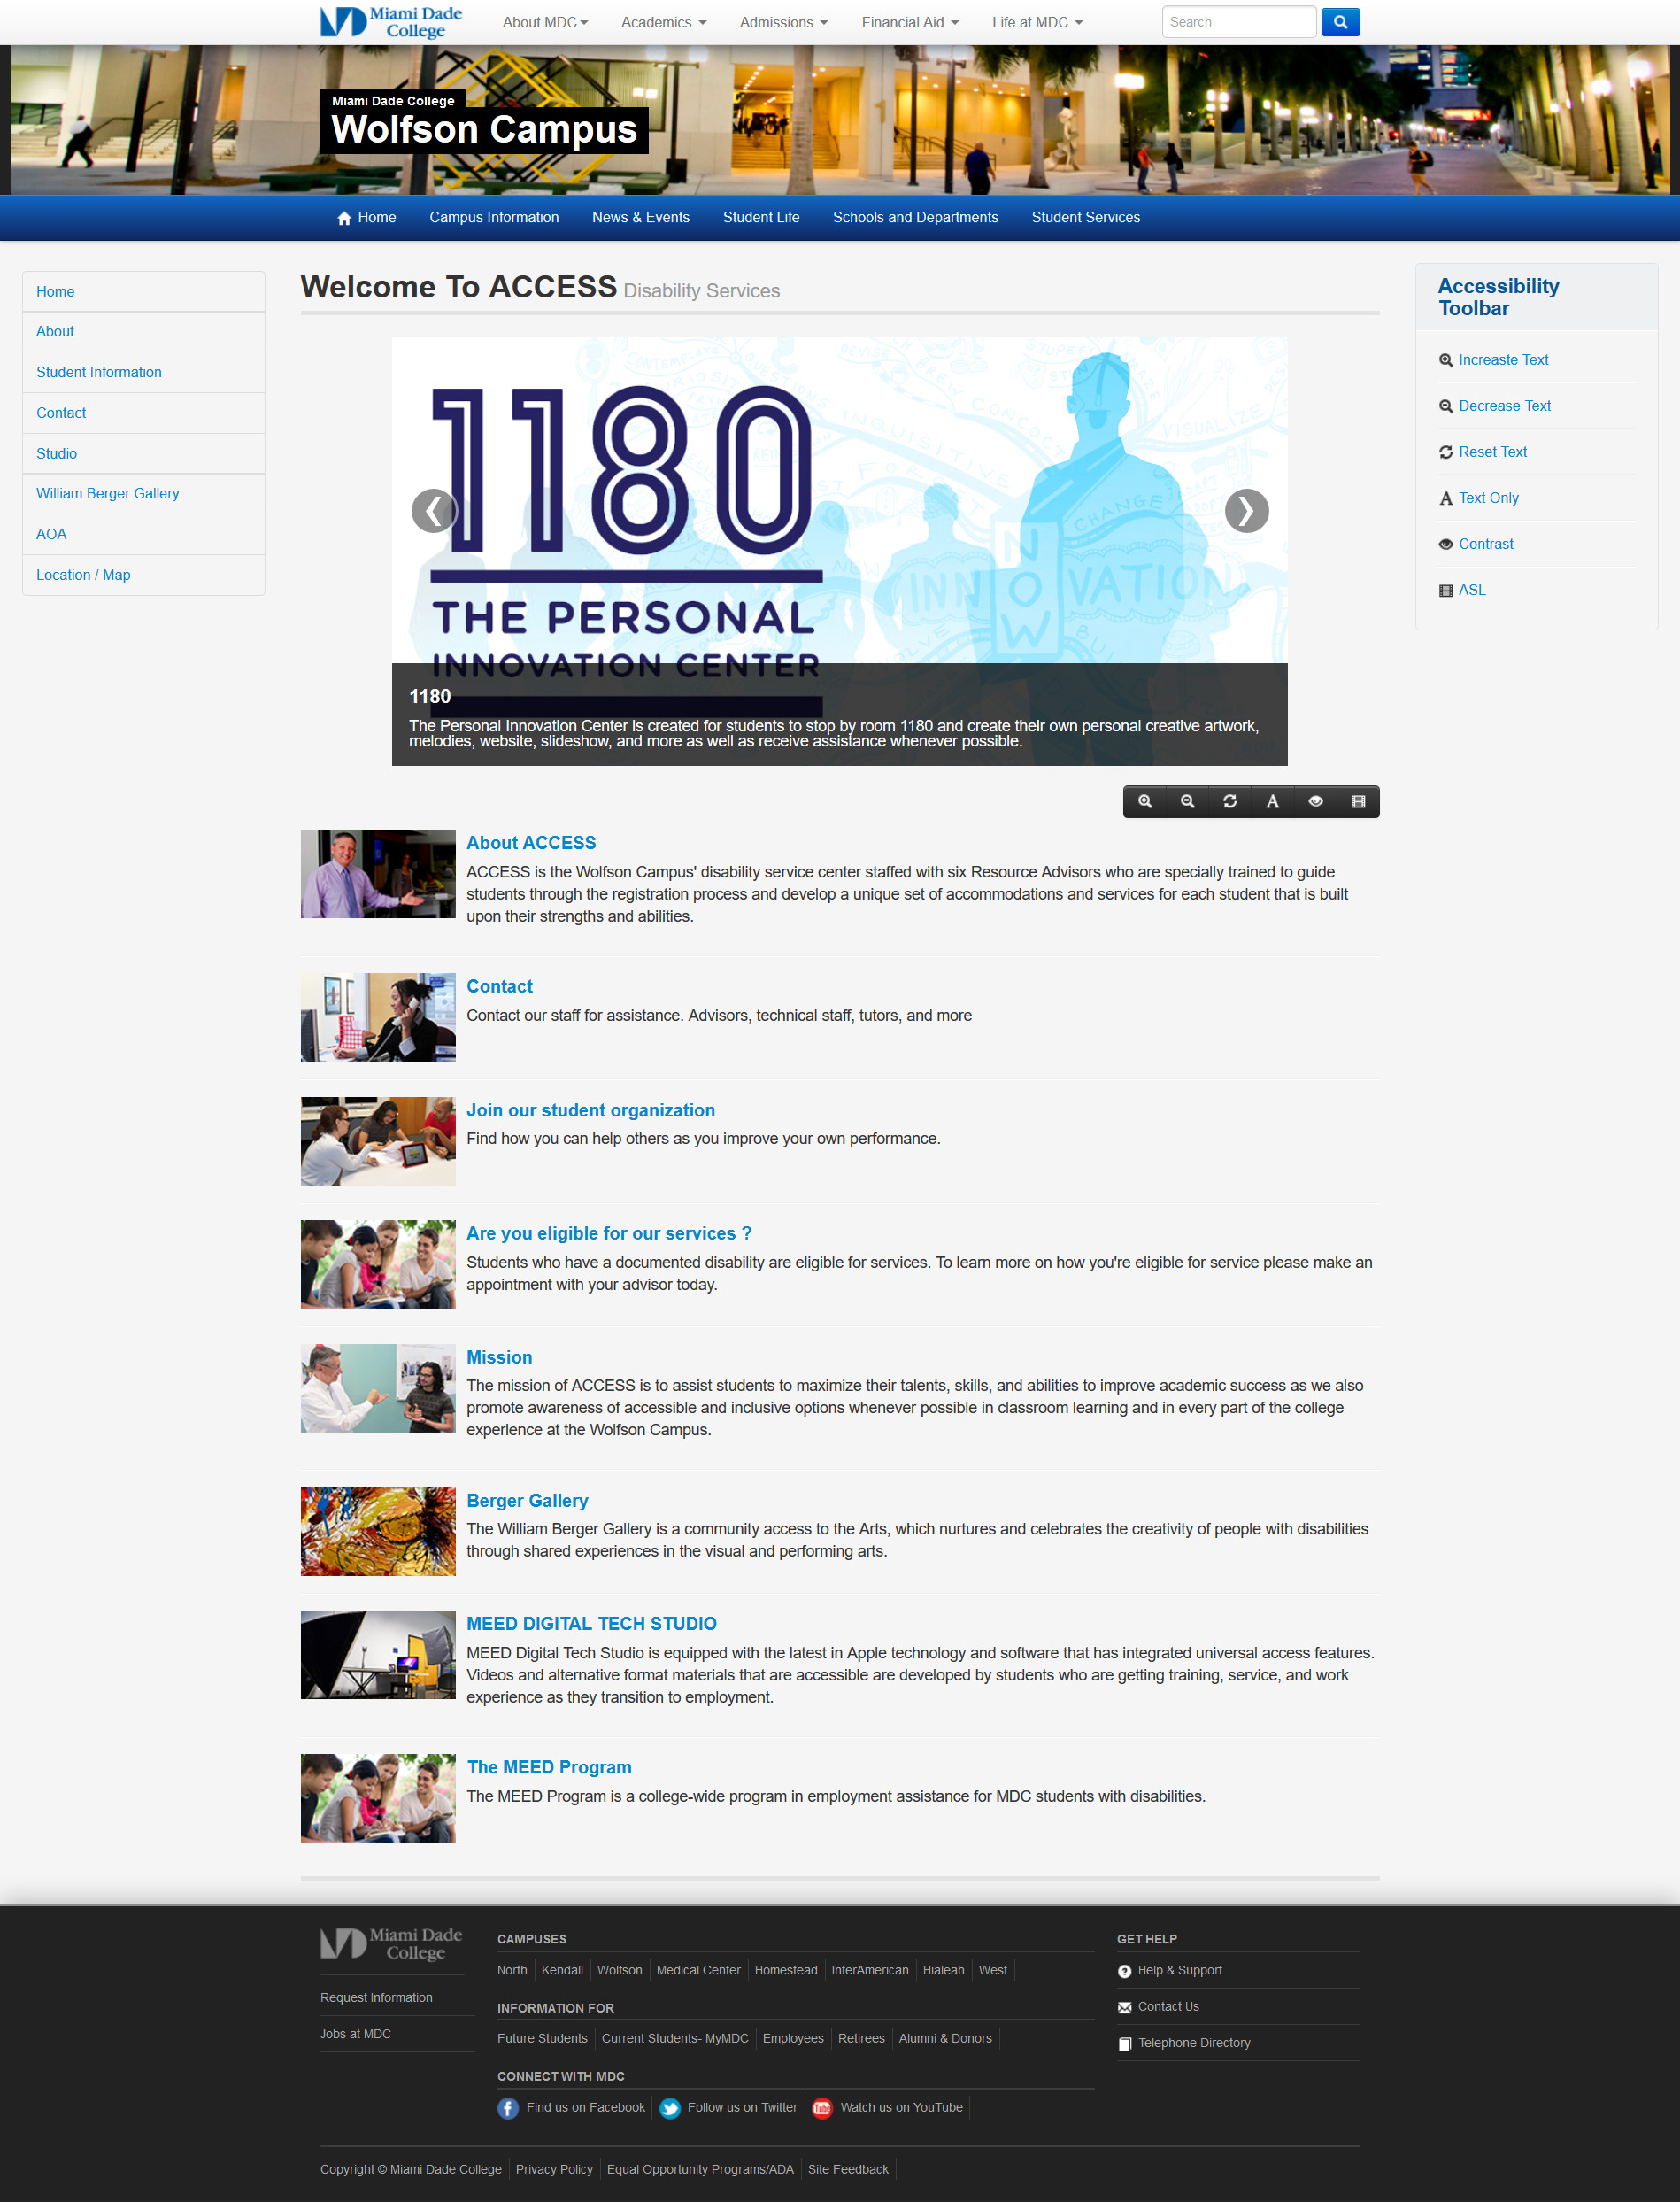 Miami Dade College
About MDC
Academics
Admissions
Financial Aid
Life at MDC
Search
Miami Dade College
Wolfson Campus
Home
Campus Information
News & Events
Student Life
Schools and Departments
Student Services
Home
About
Student Information
Contact
Studio
William Berger Gallery
AOA
Location / Map
Welcome To ACCESS Disability Services
1180
THE PERSONAL
INNOVATION CENTER
CONTEMPLATE
DEVISE
CONCOCT
INQUISITIVE
VISUALIZE
CHANGE
INNOVATION
NOW
1180
The Personal Innovation Center is created for students to stop by room 1180 and create their own personal creative artwork,
melodies, website, slideshow, and more as well as receive assistance whenever possible.
Accessibility
Toolbar
Increaste Text
Decrease Text
Reset Text
Text Only
Contrast
ASL
About ACCESS
ACCESS is the Wolfson Campus' disability service center staffed with six Resource Advisors who are specially trained to guide
students through the registration process and develop a unique set of accommodations and services for each student that is built
upon their strengths and abilities.
Contact
Contact our staff for assistance. Advisors, technical staff, tutors, and more
Join our student organization
Find how you can help others as you improve your own performance.
Are you eligible for our services ?
Students who have a documented disability are eligible for services. To learn more on how you're eligible for service please make an
appointment with your advisor today.
Mission
The mission of ACCESS is to assist students to maximize their talents, skills, and abilities to improve academic success as we also
promote awareness of accessible and inclusive options whenever possible in classroom learning and in every part of the college
experience at the Wolfson Campus.
Berger Gallery
The William Berger Gallery is a community access to the Arts, which nurtures and celebrates the creativity of people with disabilities
through shared experiences in the visual and performing arts.
MEED DIGITAL TECH STUDIO
MEED Digital Tech Studio is equipped with the latest in Apple technology and software that has integrated universal access features.
Videos and alternative format materials that are accessible are developed by students who are getting training, service, and work
experience as they transition to employment.
The MEED Program
The MEED Program is a college-wide program in employment assistance for MDC students with disabilities.
Miami Dade College
Request Information
Jobs at MDC
CAMPUSES
North
Kendall
Wolfson
Medical Center
Homestead
InterAmerican
Hialeah
West
INFORMATION FOR
Future Students
Current Students- MyMDC
Employees
Retirees
Alumni & Donors
CONNECT WITH MDC
Find us on Facebook
Follow us on Twitter
Watch us on YouTube
GET HELP
Help & Support
Contact Us
Telephone Directory
Copyright © Miami Dade College
Privacy Policy
Equal Opportunity Programs/ADA
Site Feedback